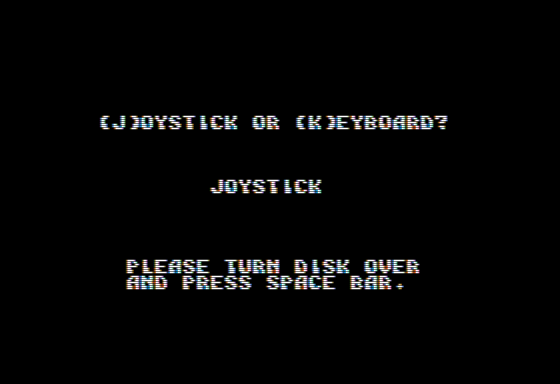 (J)OYSTICK OR (K)EYBOARD?
JOYSTICK
PLEASE TURN DISK OVER
AND PRESS SPACE BAR.